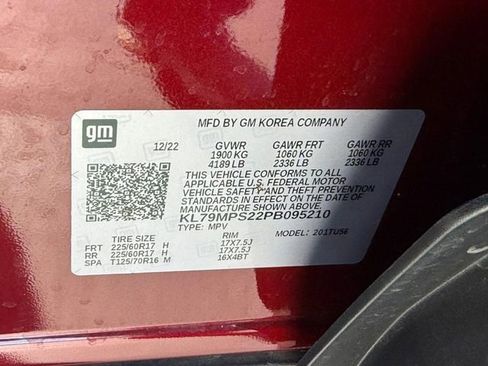 gm
MFD BY GM KOREA COMPANY
12/22 GVWR GAWR FRT GAWR RR
1900 KG 1060 KG 1060 KG
4189 LB 2336 LB 2336 LB
THIS VEHICLE CONFORMS TO ALL
APPLICABLE U.S. FEDERAL MOTOR
VEHICLE SAFETY AND THEFT PREVENTION
STANDARDS IN EFFECT ON THE DATE OF
MANUFACTURE SHOWN ABOVE.
KL79MPS22PB095210
TYPE: MPV MODEL: 201TU56
TIRE SIZE RIM
FRT 225/60R17 H 17X7.5J
RR 225/60R17 H 17X7.5J
SPA T125/70R16 M 16X4BT